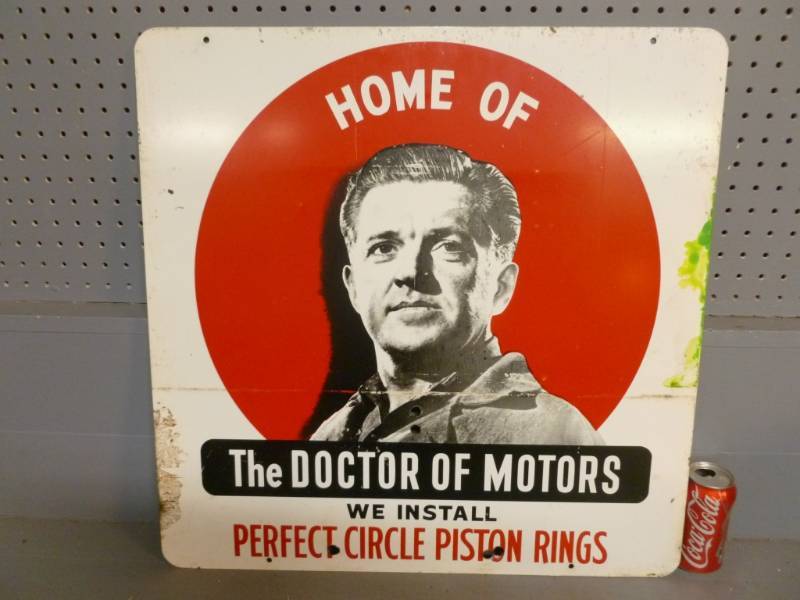 HOME OF
The DOCTOR OF MOTORS
WE INSTALL
PERFECT CIRCLE PISTON RINGS
Coca-Cola